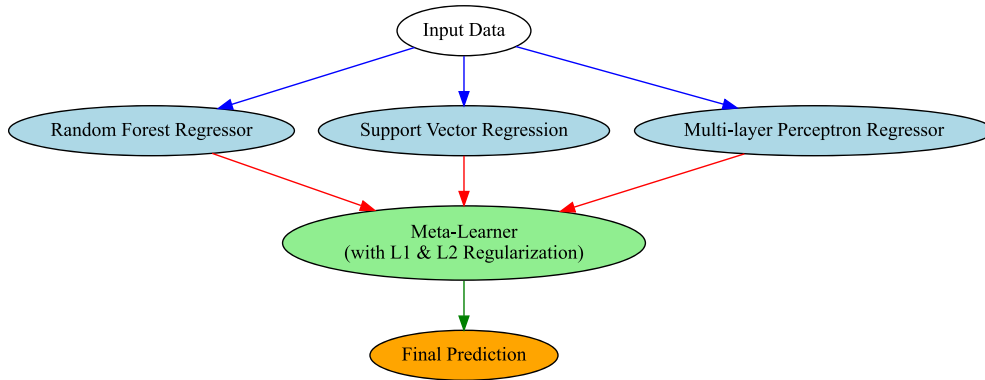 Input Data
Random Forest Regressor
Support Vector Regression
Multi-layer Perceptron Regressor
Meta-Learner
(with L1 & L2 Regularization)
Final Prediction